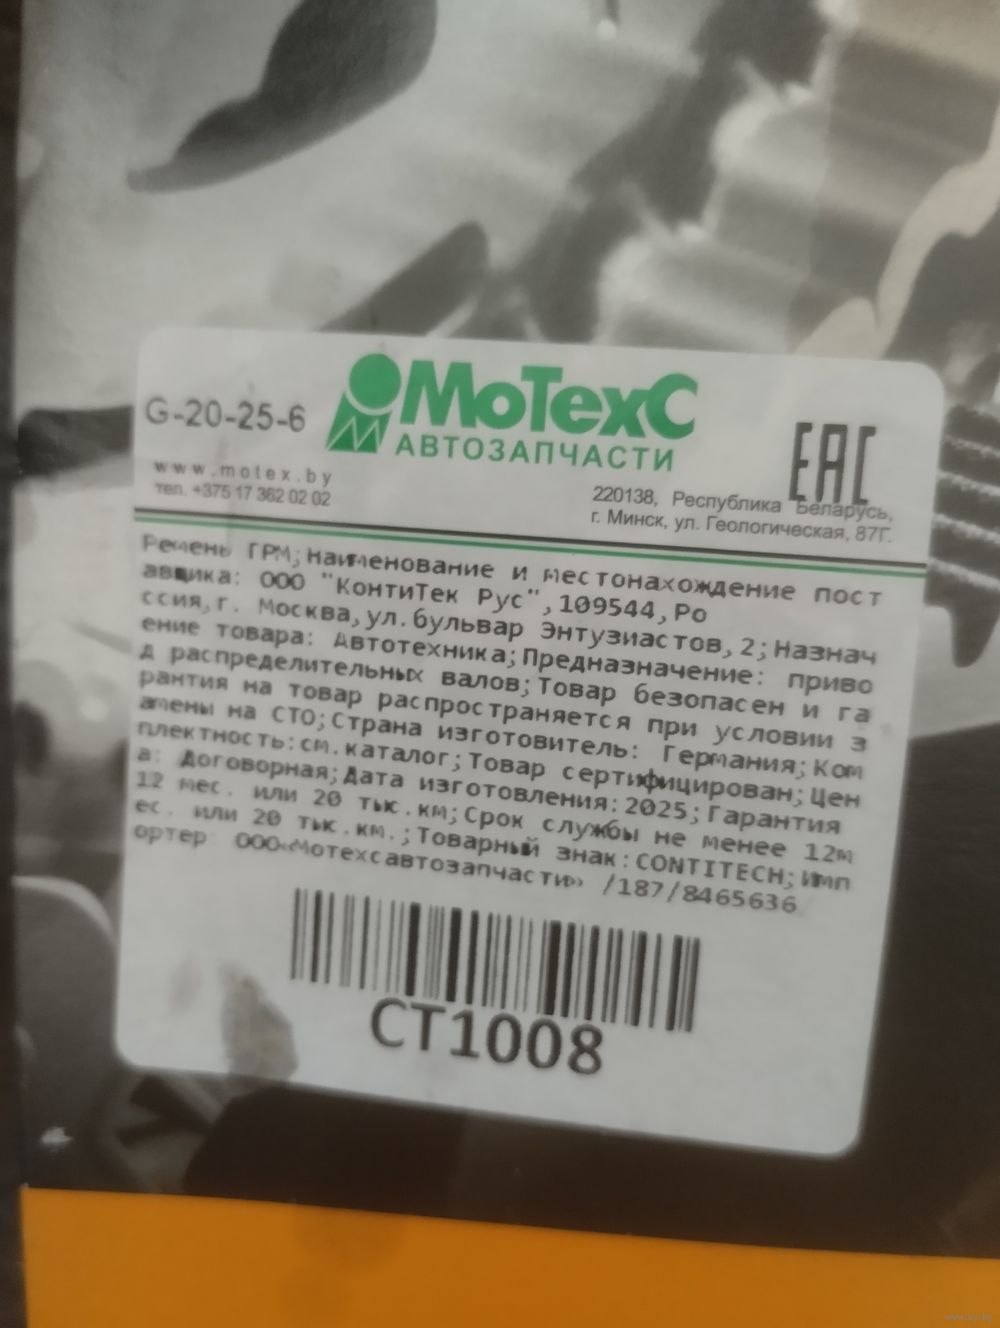 G-20-25-6
МоТехС
АВТОЗАПЧАСТИ
EAC
www.motex.by
тел. +375 17 362 02 02
220138, Республика Беларусь,
г. Минск, ул. Геологическая, 87Г.
Ремень ГРМ;Наименование и местонахождение пост
авщика: ООО "КонтиТек Рус",109544,Ро
ссия,г. Москва,ул.бульвар Энтузиастов,2;Назнач
ение товара: Автотехника;Предназначение: приво
д распределительных валов;Товар безопасен и га
рантия на товар распространяется при условии з
амены на СТО;Страна изготовитель: Германия;Ком
плектность:см.каталог;Товар сертифицирован;Цен
а: Договорная;Дата изготовления:2025;Гарантия
12 мес. или 20 тыс.км;Срок службы не менее 12м
ес. или 20 тыс.км.;Товарный знак:CONTITECH;Имп
ортер ООО«Мотехсавтозапчасти» /187/8465636
CT1008